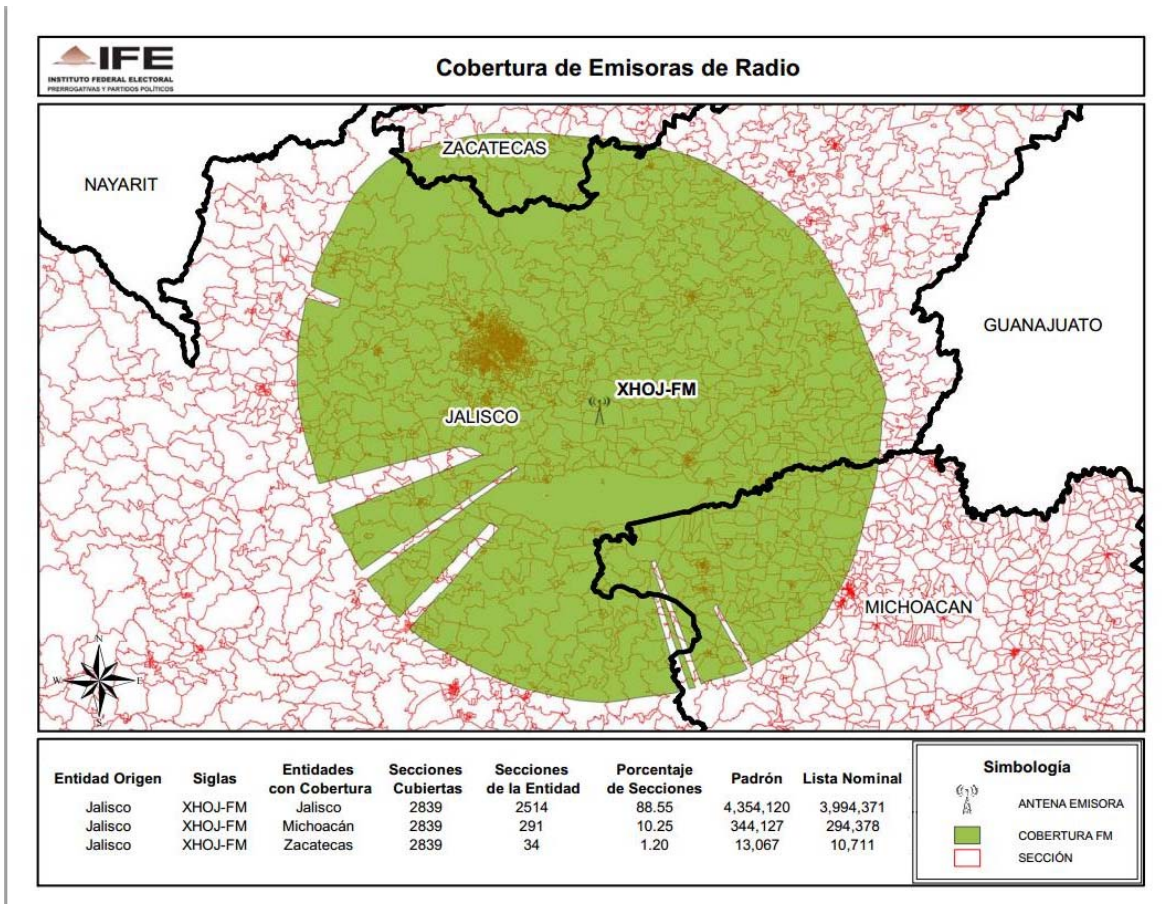 IFE
INSTITUTO FEDERAL ELECTORAL
PRERROGATIVAS Y PARTIDOS POLÍTICOS
Cobertura de Emisoras de Radio
ZACATECAS
NAYARIT
GUANAJUATO
XHOJ-FM
JALISCO
MICHOACAN
N
W E
S
Entidad Origen Siglas Entidades con Cobertura Secciones Cubiertas Secciones de la Entidad Porcentaje de Secciones Padrón Lista Nominal
Jalisco XHOJ-FM Jalisco 2839 2514 88.55 4,354,120 3,994,371
Jalisco XHOJ-FM Michoacán 2839 291 10.25 344,127 294,378
Jalisco XHOJ-FM Zacatecas 2839 34 1.20 13,067 10,711
Simbología
ANTENA EMISORA
COBERTURA FM
SECCIÓN